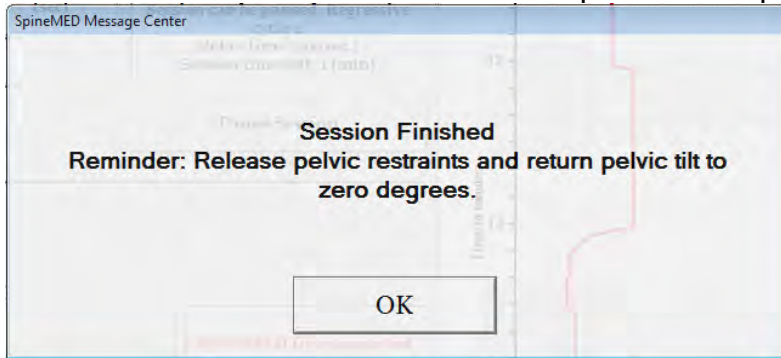 SpineMED Message Center
Session Finished
Reminder: Release pelvic restraints and return pelvic tilt to
zero degrees.
OK